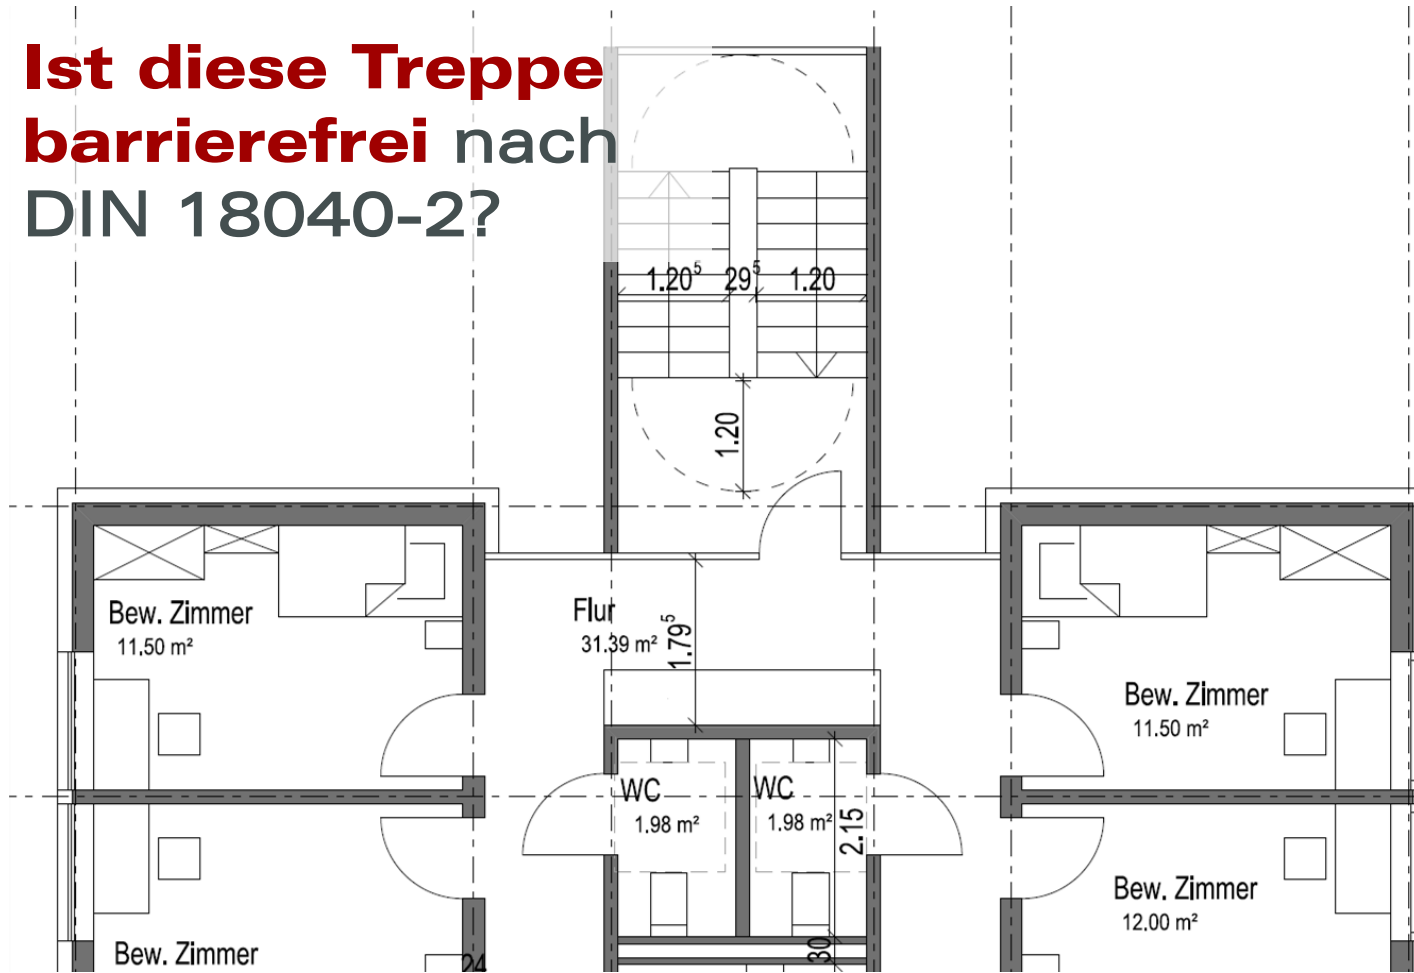 Ist diese Treppe
barrierefrei nach
DIN 18040-2?
1.20⁵ 29⁵ 1.20
1.20
Flur
31.39 m²
1.79⁵
Bew. Zimmer
11.50 m²
Bew. Zimmer
11.50 m²
WC
1.98 m²
WC
1.98 m²
2.15
Bew. Zimmer
12.00 m²
Bew. Zimmer
24
30